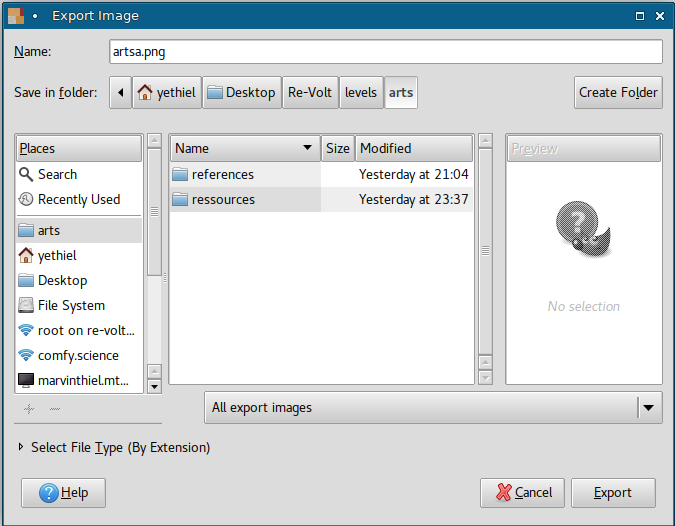 Export Image
Name: artsa.png
Save in folder: yethiel Desktop Re-Volt levels arts Create Folder
Places Name Size Modified Preview
Search references Yesterday at 21:04
Recently Used ressources Yesterday at 23:37
arts
yethiel
Desktop
File System
root on re-volt...
comfy.science
marvinthiel.mt...
No selection
All export images
Select File Type (By Extension)
Help Cancel Export